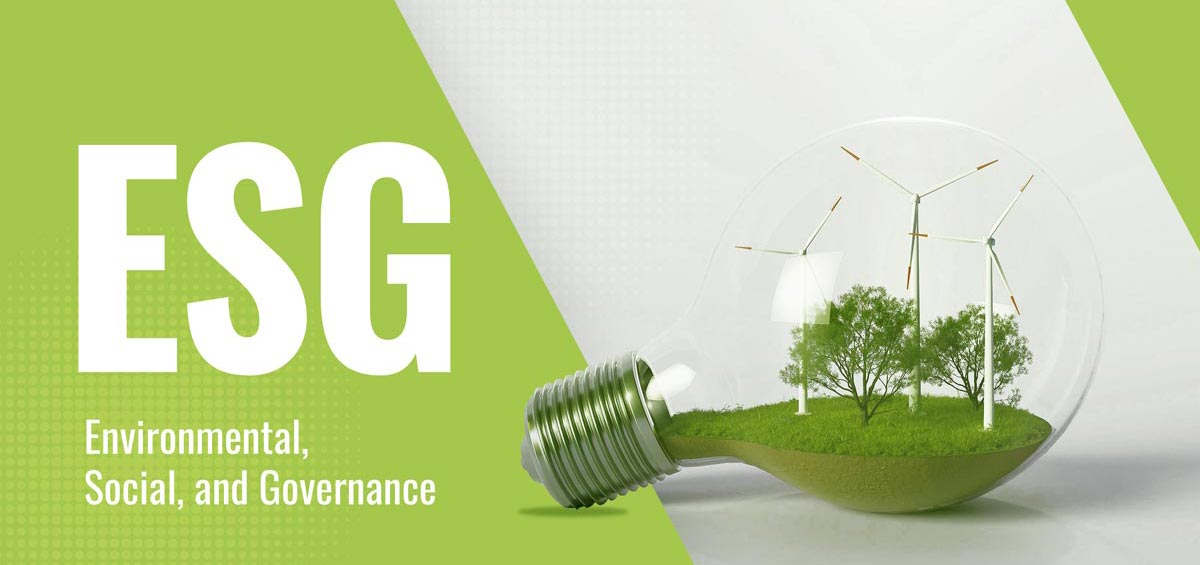 ESG
Environmental,
Social, and Governance